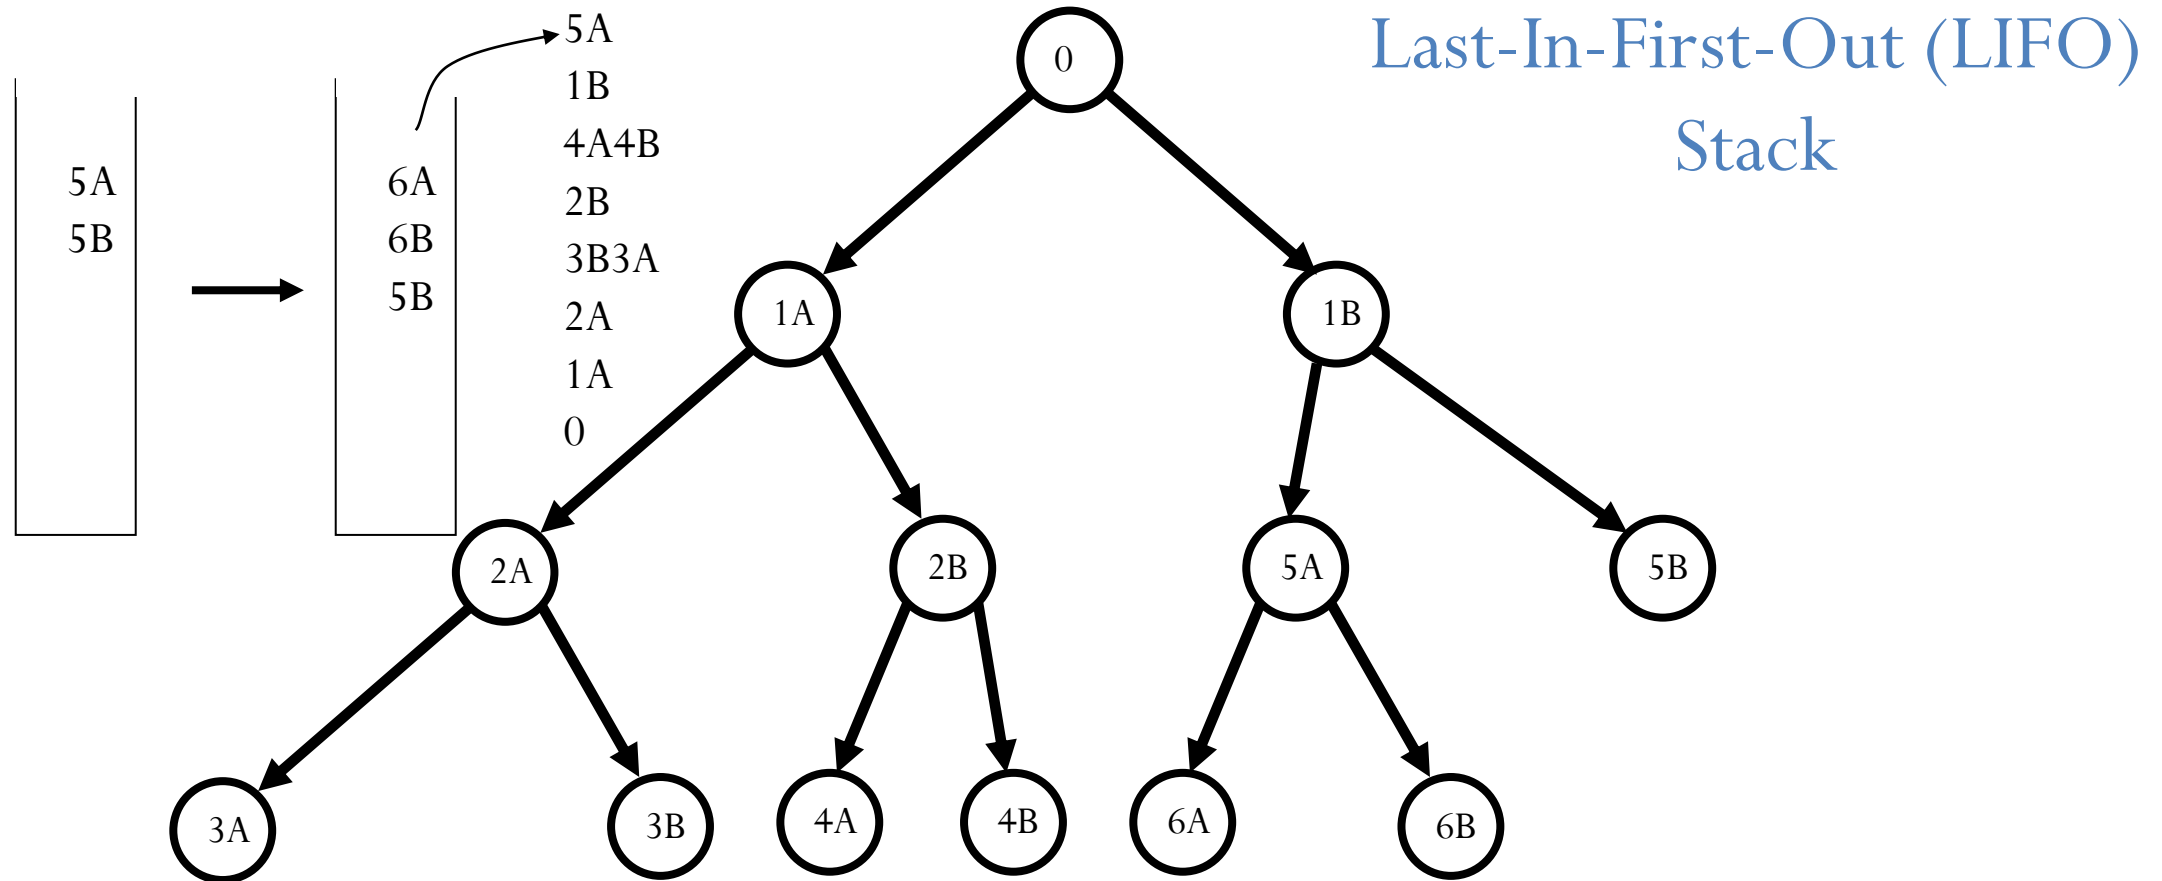 Last-In-First-Out (LIFO)
Stack
5A
5B
6A
6B
5B
5A
1B
4A4B
2B
3B3A
2A
1A
0
0
1A
1B
2A
2B
5A
5B
3A
3B
4A
4B
6A
6B